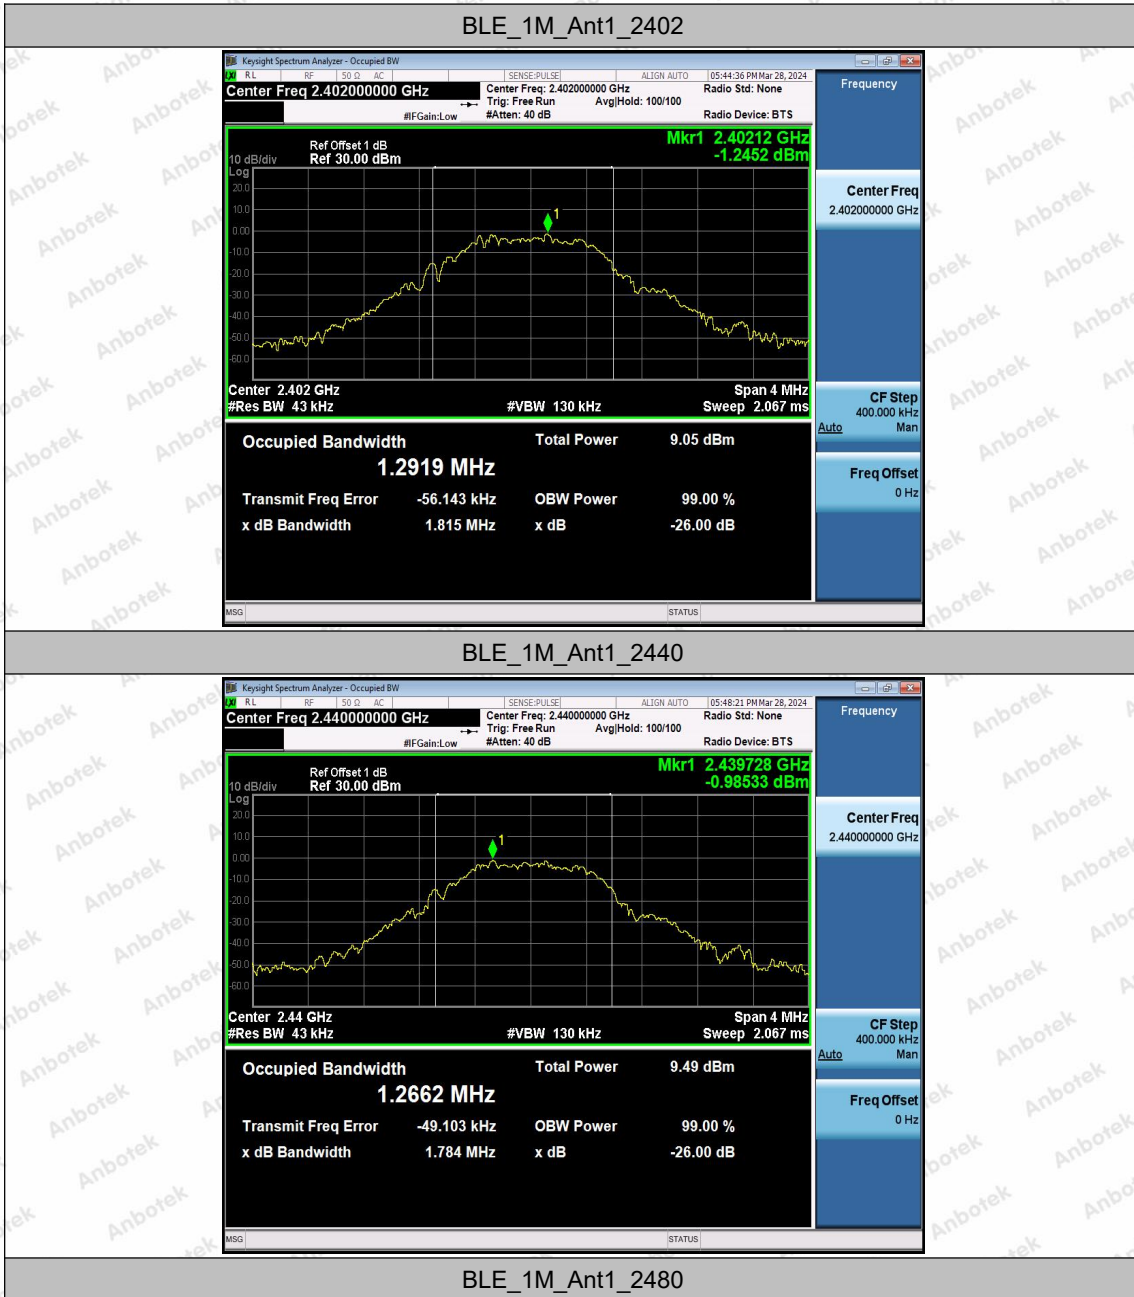 BLE_1M_Ant1_2402
Keysight Spectrum Analyzer - Occupied BW
LXI RL RF 50 Ω AC SENSE:PULSE ALIGN AUTO 05:44:36 PM Mar 28, 2024
Center Freq 2.402000000 GHz
Center Freq: 2.402000000 GHz
Radio Std: None
Trig: Free Run Avg|Hold: 100/100
#IFGain:Low #Atten: 40 dB Radio Device: BTS
Mkr1 2.40212 GHz
-1.2452 dBm
Ref Offset 1 dB
10 dB/div Ref 30.00 dBm
Log
20.0
10.0
0.00
-10.0
-20.0
-30.0
-40.0
-50.0
-60.0
1
Center 2.402 GHz Span 4 MHz
#Res BW 43 kHz #VBW 130 kHz Sweep 2.067 ms
Occupied Bandwidth Total Power 9.05 dBm
1.2919 MHz
Transmit Freq Error -56.143 kHz OBW Power 99.00 %
x dB Bandwidth 1.815 MHz x dB -26.00 dB
MSG STATUS
Frequency
Center Freq
2.402000000 GHz
CF Step
400.000 kHz
Auto Man
Freq Offset
0 Hz
BLE_1M_Ant1_2440
Keysight Spectrum Analyzer - Occupied BW
LXI RL RF 50 Ω AC SENSE:PULSE ALIGN AUTO 05:48:21 PM Mar 28, 2024
Center Freq 2.440000000 GHz
Center Freq: 2.440000000 GHz
Radio Std: None
Trig: Free Run Avg|Hold: 100/100
#IFGain:Low #Atten: 40 dB Radio Device: BTS
Mkr1 2.439728 GHz
-0.98533 dBm
Ref Offset 1 dB
10 dB/div Ref 30.00 dBm
Log
20.0
10.0
0.00
-10.0
-20.0
-30.0
-40.0
-50.0
-60.0
1
Center 2.44 GHz Span 4 MHz
#Res BW 43 kHz #VBW 130 kHz Sweep 2.067 ms
Occupied Bandwidth Total Power 9.49 dBm
1.2662 MHz
Transmit Freq Error -49.103 kHz OBW Power 99.00 %
x dB Bandwidth 1.784 MHz x dB -26.00 dB
MSG STATUS
Frequency
Center Freq
2.440000000 GHz
CF Step
400.000 kHz
Auto Man
Freq Offset
0 Hz
BLE_1M_Ant1_2480